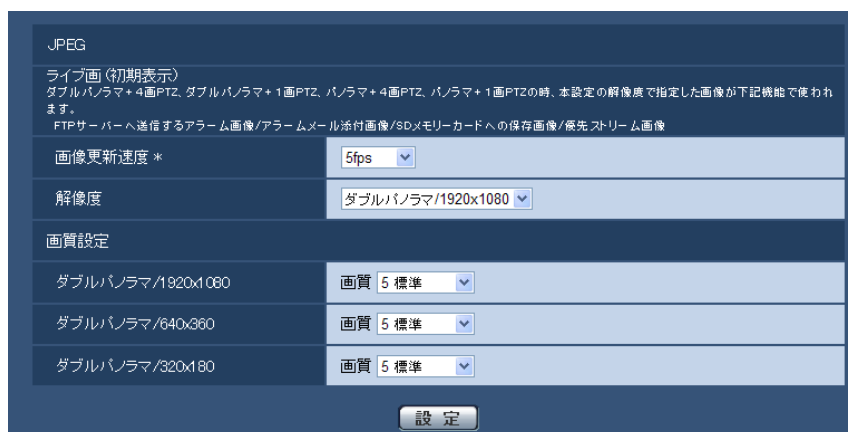 JPEG
ライブ画(初期表示)
ダブルパノラマ+4画PTZ、ダブルパノラマ+1画PTZ、パノラマ+4画PTZ、パノラマ+1画PTZの時、本設定の解像度で指定した画像が下記機能で使われ
ます。
FTPサーバーへ送信するアラーム画像/アラームメール添付画像/SDメモリーカードへの保存画像/優先ストリーム画像
画像更新速度 * 5fps
解像度 ダブルパノラマ/1920x1080
画質設定
ダブルパノラマ/1920x1080 画質 5 標準
ダブルパノラマ/640x360 画質 5 標準
ダブルパノラマ/320x180 画質 5 標準
設 定